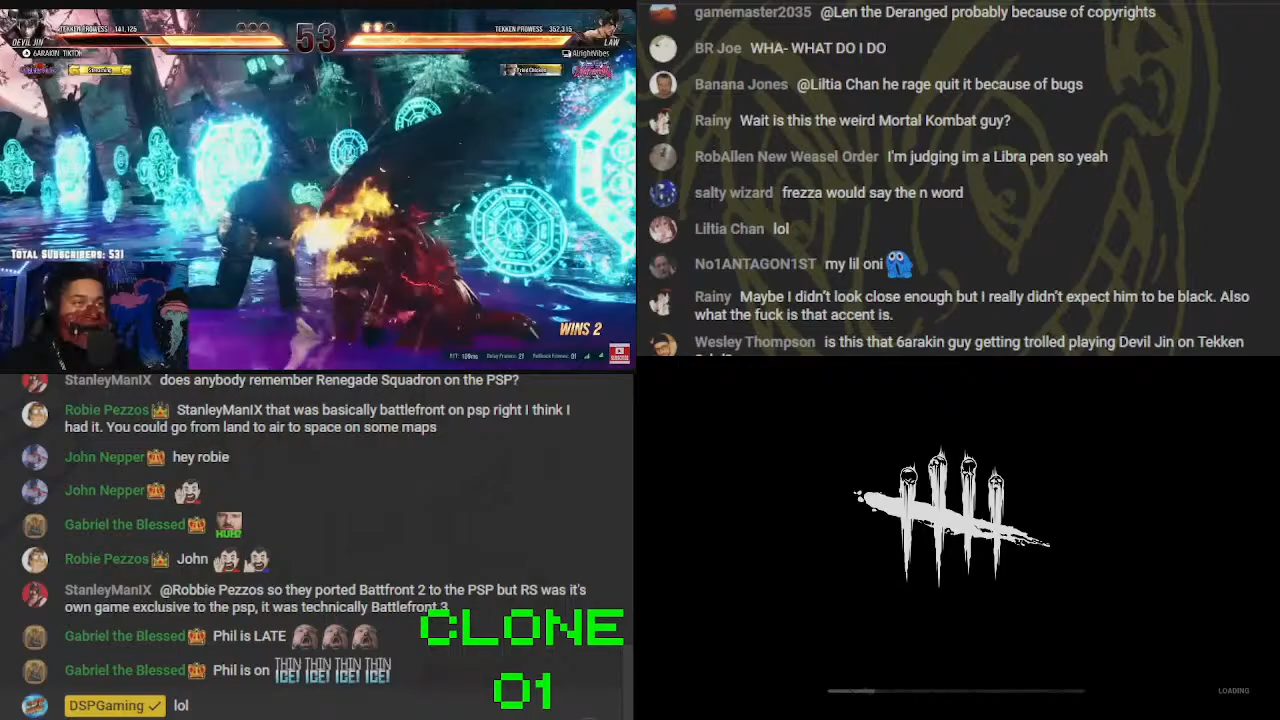 TEKKEN PROWESS : 141,125
53
TEKKEN PROWESS : 352,315
DEVIL JIN
LAW
6ARAKIN TIKTOK
AlrightVibes
Fried Chicken
TOTAL SUBSCRIBERS: 531
WINS 2
SUBSCRIBE
gamemaster2035 @Len the Deranged probably because of copyrights
BR Joe WHA- WHAT DO I DO
Banana Jones @Liltia Chan he rage quit it because of bugs
Rainy Wait is this the weird Mortal Kombat guy?
RobAllen New Weasel Order I'm judging im a Libra pen so yeah
salty wizard frezza would say the n word
Liltia Chan lol
No1ANTAGON1ST my lil oni
Rainy Maybe I didn't look close enough but I really didn't expect him to be black. Also
what the fuck is that accent is.
Wesley Thompson is this that 6arakin guy getting trolled playing Devil Jin on Tekken
StanleyManIX does anybody remember Renegade Squadron on the PSP?
Robie Pezzos StanleyManIX that was basically battlefront on psp right I think I
had it. You could go from land to air to space on some maps
John Nepper hey robie
John Nepper
Gabriel the Blessed HUH?
Robie Pezzos John
StanleyManIX @Robbie Pezzos so they ported Battfront 2 to the PSP but RS was it's
own game exclusive to the psp, it was technically Battlefront 3
Gabriel the Blessed Phil is LATE
Gabriel the Blessed Phil is on THIN ICE! THIN ICE! THIN ICE! THIN ICE!
DSPGaming lol
CLONE
01
LOADING